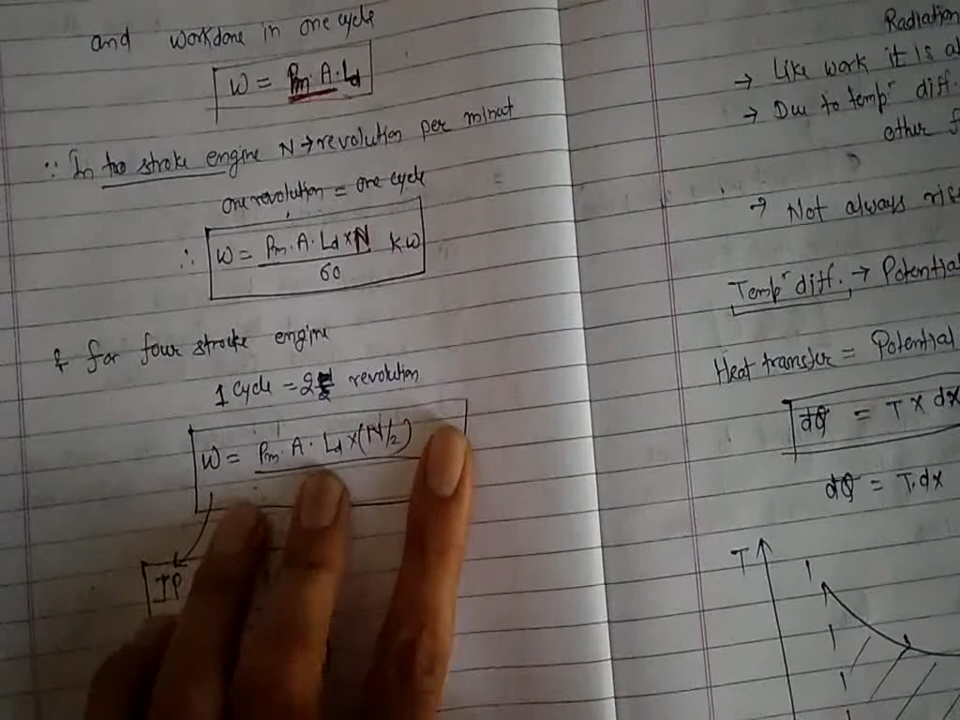 and workdone in one cycle
W = Pm. A. Ld
∵ In two stroke engine N→revolution per minut
one revolution = one cycle
∴ W = Pm. A. Ld × N K.W
60
& for four stroke engine
1 cycle = 2 revolution
W = Pm. A. Ld×(N/2)
IP
Radiation
→ Like work it is
→ Due to tempr diff.
other
→ Not always
Tempr diff. → Potential
Heat transter = Potential
dQ = T × dx
dQ = T. dx
T